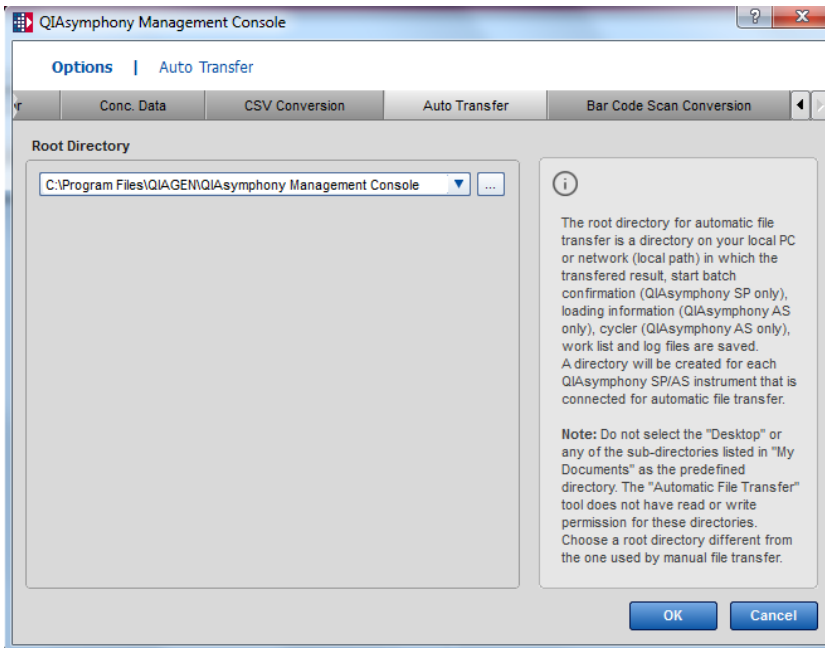 QIAsymphony Management Console
Options | Auto Transfer
Conc. Data CSV Conversion Auto Transfer Bar Code Scan Conversion
Root Directory
C:\Program Files\QIAGEN\QIAsymphony Management Console ...
The root directory for automatic file
transfer is a directory on your local PC
or network (local path) in which the
transfered result, start batch
confirmation (QIAsymphony SP only),
loading information (QIAsymphony AS
only), cycler (QIAsymphony AS only),
work list and log files are saved.
A directory will be created for each
QIAsymphony SP/AS instrument that is
connected for automatic file transfer.
Note: Do not select the "Desktop" or
any of the sub-directories listed in "My
Documents" as the predefined
directory. The "Automatic File Transfer"
tool does not have read or write
permission for these directories.
Choose a root directory different from
the one used by manual file transfer.
OK Cancel